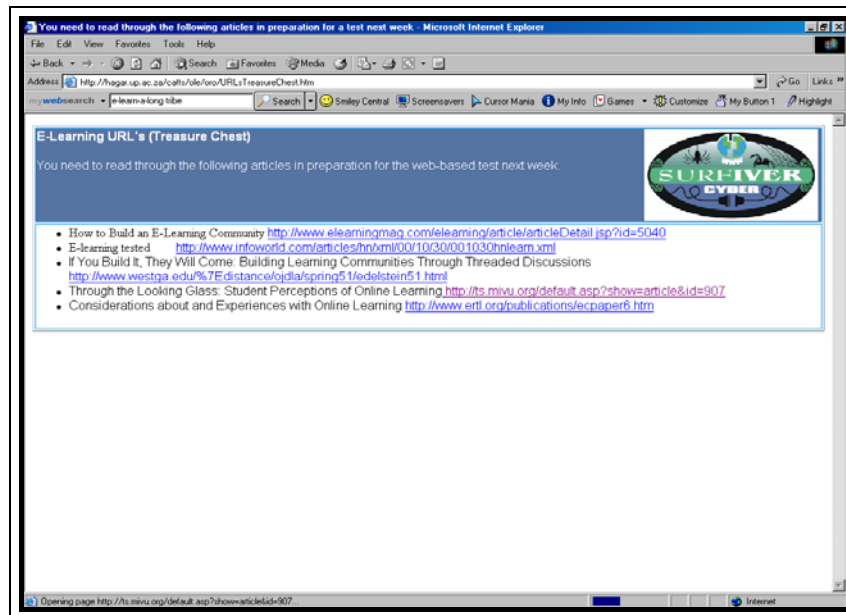 You need to read through the following articles in preparation for a test next week - Microsoft Internet Explorer
File Edit View Favorites Tools Help
Back Search Favorites Media
Address http://hagar.up.ac.za/catts/ole/oro/URLsTreasureChest.htm Go Links »
mywebsearch e-learn-a-long tribe Search Smiley Central Screensavers Cursor Mania My Info Games Customize My Button 1 Highlight
E-Learning URL's (Treasure Chest)
You need to read through the following articles in preparation for the web-based test next week.
SURFIVER
CYBER
• How to Build an E-Learning Community http://www.elearningmag.com/elearning/article/articleDetail.jsp?id=5040
• E-learning tested http://www.infoworld.com/articles/hn/xml/00/10/30/001030hnlearn.xml
• If You Build It, They Will Come: Building Learning Communities Through Threaded Discussions
http://www.westga.edu/%7Edistance/ojdla/spring51/edelstein51.html
• Through the Looking Glass: Student Perceptions of Online Learning http://ts.mivu.org/default.asp?show=article&id=907
• Considerations about and Experiences with Online Learning http://www.ertl.org/publications/ecpaper6.htm
Opening page http://ts.mivu.org/default.asp?show=article&id=907... Internet